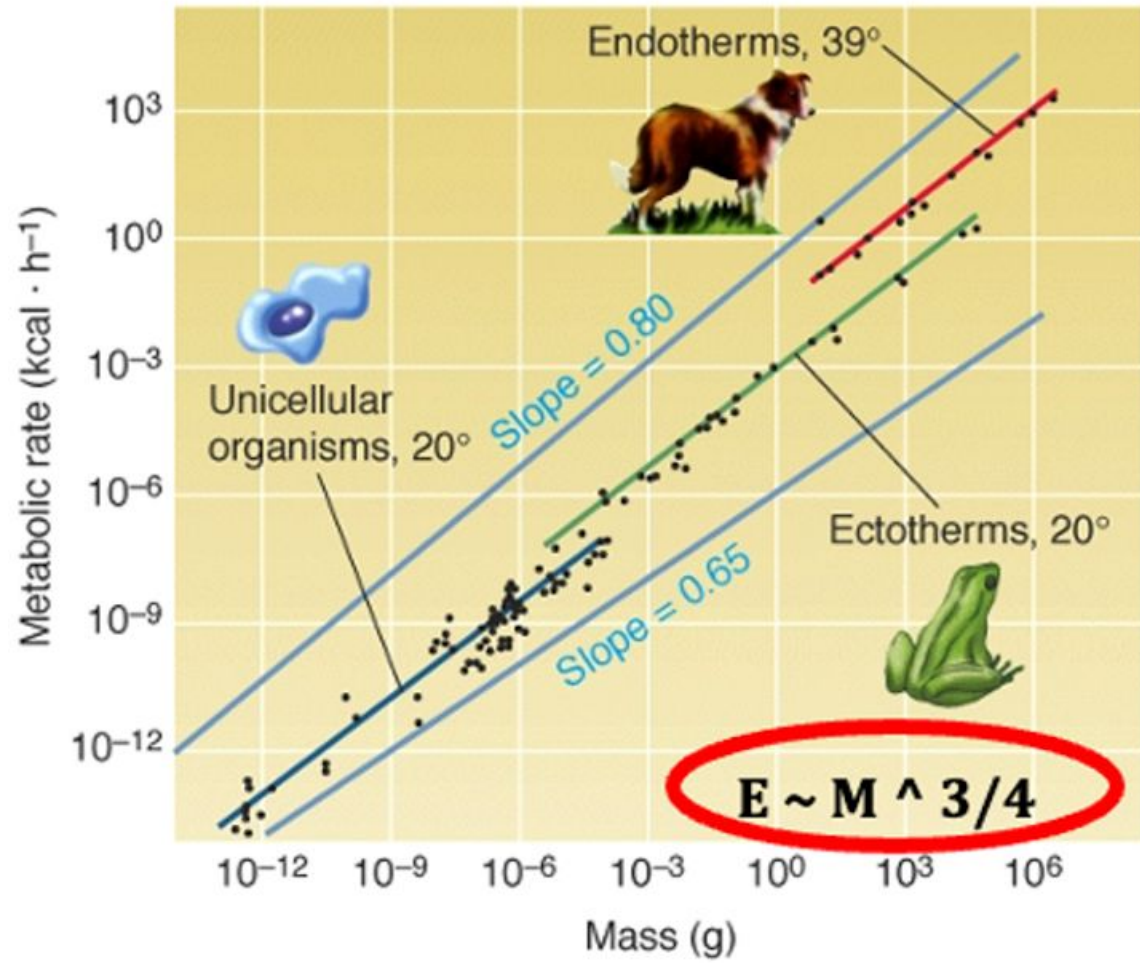 Endotherms, 39°
10³
10⁰
Metabolic rate (kcal · h⁻¹)
Slope = 0.80
10⁻³
Unicellular
organisms, 20°
10⁻⁶
Ectotherms, 20°
Slope = 0.65
10⁻⁹
10⁻¹²
E ~ M ^ 3/4
10⁻¹² 10⁻⁹ 10⁻⁶ 10⁻³ 10⁰ 10³ 10⁶
Mass (g)